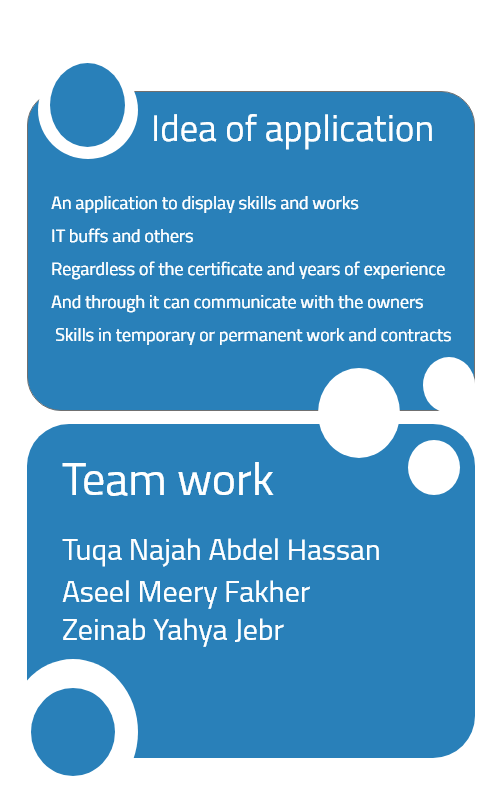 Idea of application
An application to display skills and works
IT buffs and others
Regardless of the certificate and years of experience
And through it can communicate with the owners
Skills in temporary or permanent work and contracts
Team work
Tuqa Najah Abdel Hassan
Aseel Meery Fakher
Zeinab Yahya Jebr